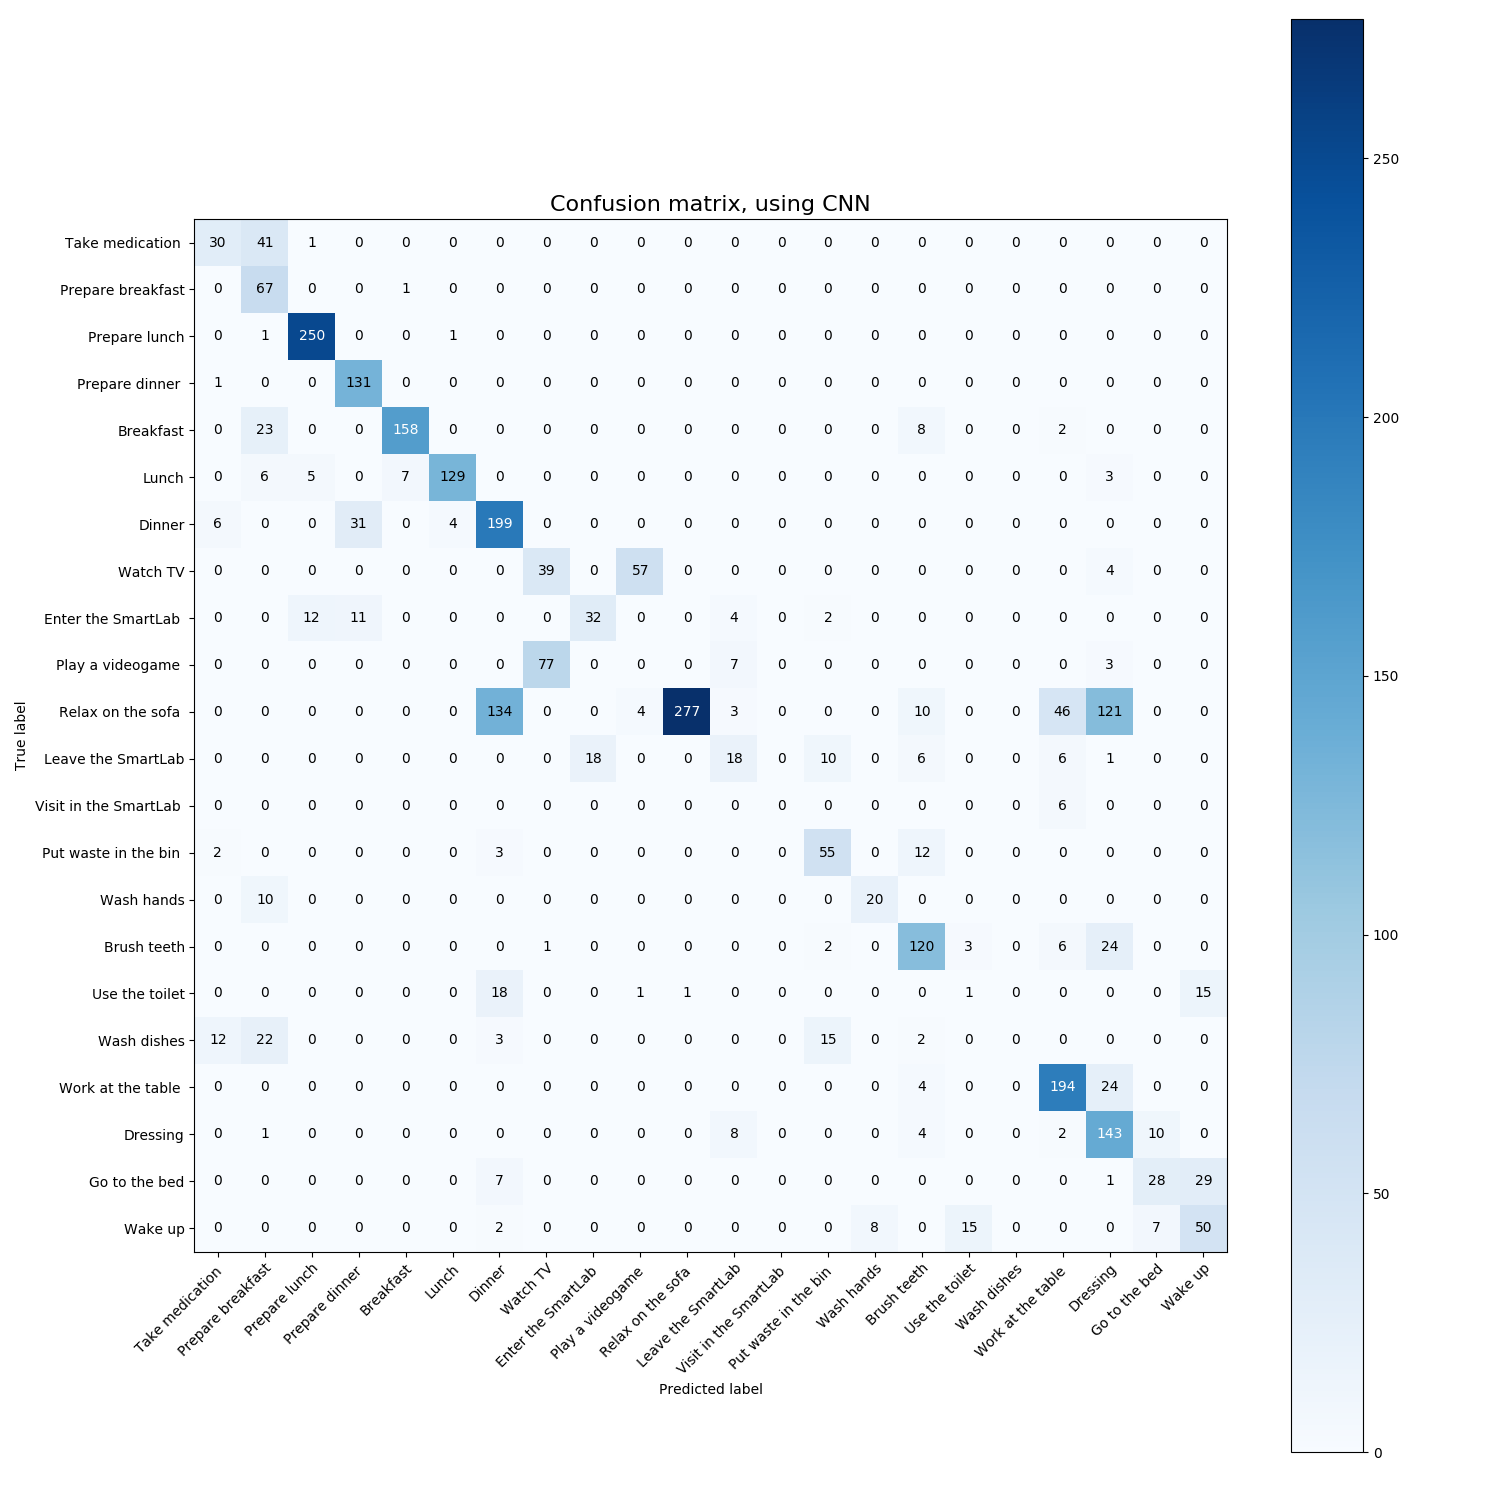 Confusion matrix, using CNN
Take medication 30 41 1 0 0 0 0 0 0 0 0 0 0 0 0 0 0 0 0 0 0 0
Prepare breakfast 0 67 0 0 1 0 0 0 0 0 0 0 0 0 0 0 0 0 0 0 0 0
Prepare lunch 0 1 250 0 0 1 0 0 0 0 0 0 0 0 0 0 0 0 0 0 0 0
Prepare dinner 1 0 0 131 0 0 0 0 0 0 0 0 0 0 0 0 0 0 0 0 0 0
Breakfast 0 23 0 0 158 0 0 0 0 0 0 0 0 0 0 8 0 0 2 0 0 0
Lunch 0 6 5 0 7 129 0 0 0 0 0 0 0 0 0 0 0 0 0 3 0 0
Dinner 6 0 0 31 0 4 199 0 0 0 0 0 0 0 0 0 0 0 0 0 0 0
Watch TV 0 0 0 0 0 0 0 39 0 57 0 0 0 0 0 0 0 0 0 4 0 0
Enter the SmartLab 0 0 12 11 0 0 0 0 32 0 0 4 0 2 0 0 0 0 0 0 0 0
Play a videogame 0 0 0 0 0 0 0 77 0 0 0 7 0 0 0 0 0 0 0 3 0 0
Relax on the sofa 0 0 0 0 0 0 134 0 0 4 277 3 0 0 0 10 0 0 46 121 0 0
Leave the SmartLab 0 0 0 0 0 0 0 0 18 0 0 18 0 10 0 6 0 0 6 1 0 0
Visit in the SmartLab 0 0 0 0 0 0 0 0 0 0 0 0 0 0 0 0 0 0 6 0 0 0
Put waste in the bin 2 0 0 0 0 0 3 0 0 0 0 0 0 55 0 12 0 0 0 0 0 0
Wash hands 0 10 0 0 0 0 0 0 0 0 0 0 0 0 20 0 0 0 0 0 0 0
Brush teeth 0 0 0 0 0 0 0 1 0 0 0 0 0 2 0 120 3 0 6 24 0 0
Use the toilet 0 0 0 0 0 0 18 0 0 1 1 0 0 0 0 0 1 0 0 0 0 15
Wash dishes 12 22 0 0 0 0 3 0 0 0 0 0 0 15 0 2 0 0 0 0 0 0
Work at the table 0 0 0 0 0 0 0 0 0 0 0 0 0 0 0 4 0 0 194 24 0 0
Dressing 0 1 0 0 0 0 0 0 0 0 0 8 0 0 0 4 0 0 2 143 10 0
Go to the bed 0 0 0 0 0 0 7 0 0 0 0 0 0 0 0 0 0 0 0 1 28 29
Wake up 0 0 0 0 0 0 2 0 0 0 0 0 0 0 8 0 15 0 0 0 7 50
True label
Take medication
Prepare breakfast
Prepare lunch
Prepare dinner
Breakfast
Lunch
Dinner
Watch TV
Enter the SmartLab
Play a videogame
Relax on the sofa
Leave the SmartLab
Visit in the SmartLab
Put waste in the bin
Wash hands
Brush teeth
Use the toilet
Wash dishes
Work at the table
Dressing
Go to the bed
Wake up
Predicted label
250
200
150
100
50
0